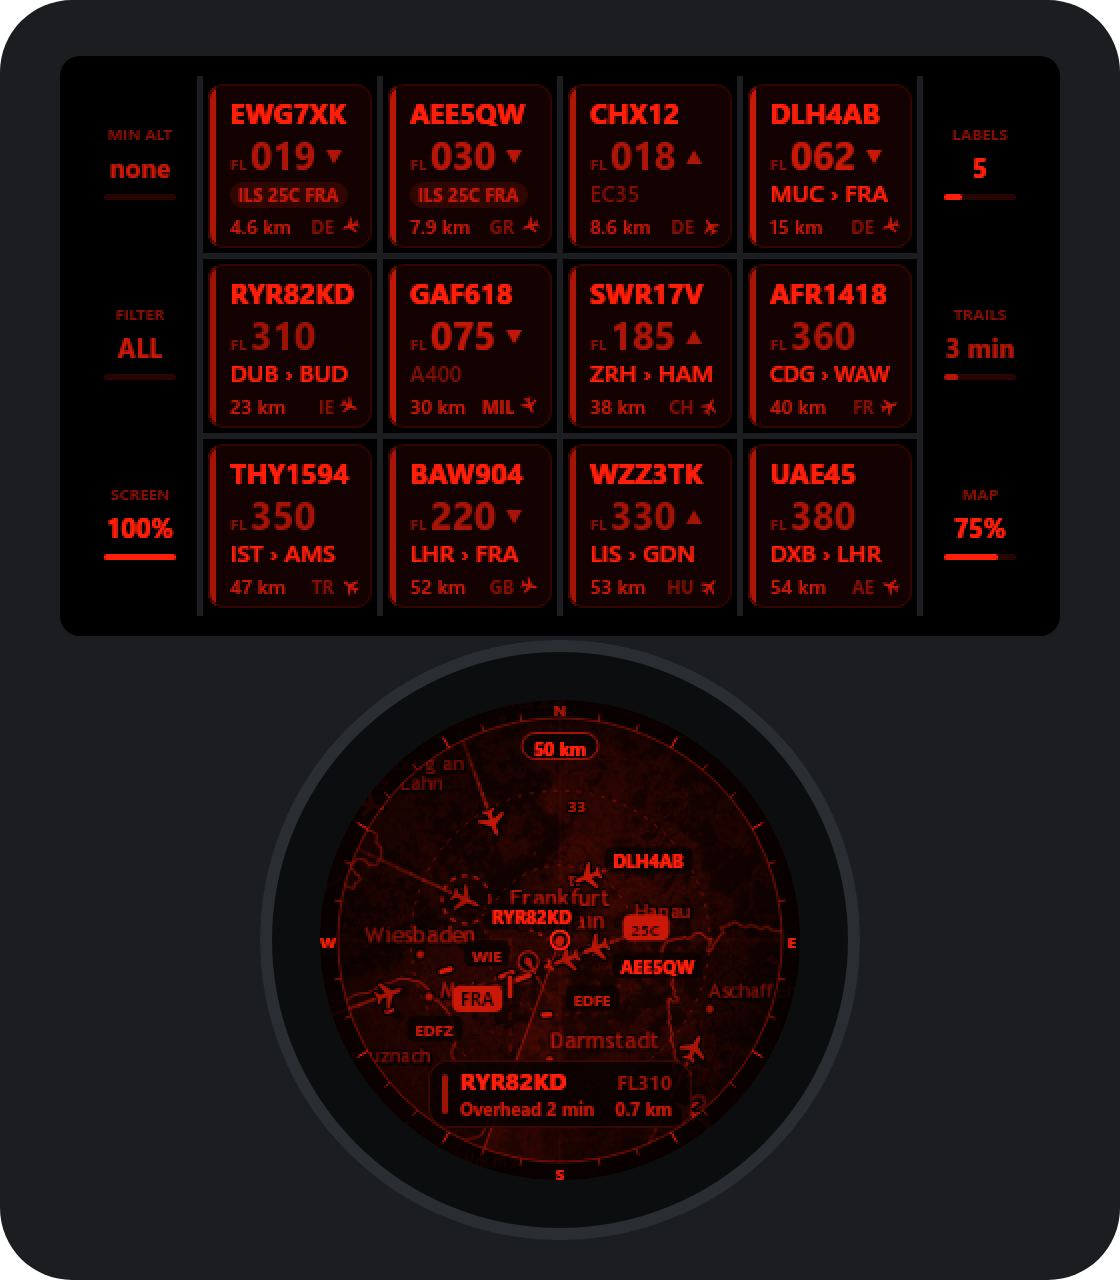 EWG7XK
FL 019 ▼
ILS 25C FRA
4.6 km DE
AEE5QW
FL 030 ▼
ILS 25C FRA
7.9 km GR
CHX12
FL 018 ▲
EC35
8.6 km DE
DLH4AB
FL 062 ▼
MUC › FRA
15 km DE
MIN ALT
none
LABELS
5
RYR82KD
FL 310
DUB › BUD
23 km IE
GAF618
FL 075 ▼
A400
30 km MIL
SWR17V
FL 185 ▲
ZRH › HAM
38 km CH
AFR1418
FL 360
CDG › WAW
40 km FR
FILTER
ALL
TRAILS
3 min
THY1594
FL 350
IST › AMS
47 km TR
BAW904
FL 220 ▼
LHR › FRA
52 km GB
WZZ3TK
FL 330 ▲
LIS › GDN
53 km HU
UAE45
FL 380
DXB › LHR
54 km AE
SCREEN
100%
MAP
75%
N
50 km
g an
Lahn
33
DLH4AB
Frankfurt
Hanau
RYR82KD
ain
25C
Wiesbaden
W
E
WIE
AEE5QW
FRA
EDFE
Aschaff
EDFZ
Darmstadt
uznach
RYR82KD FL310
Overhead 2 min 0.7 km
S